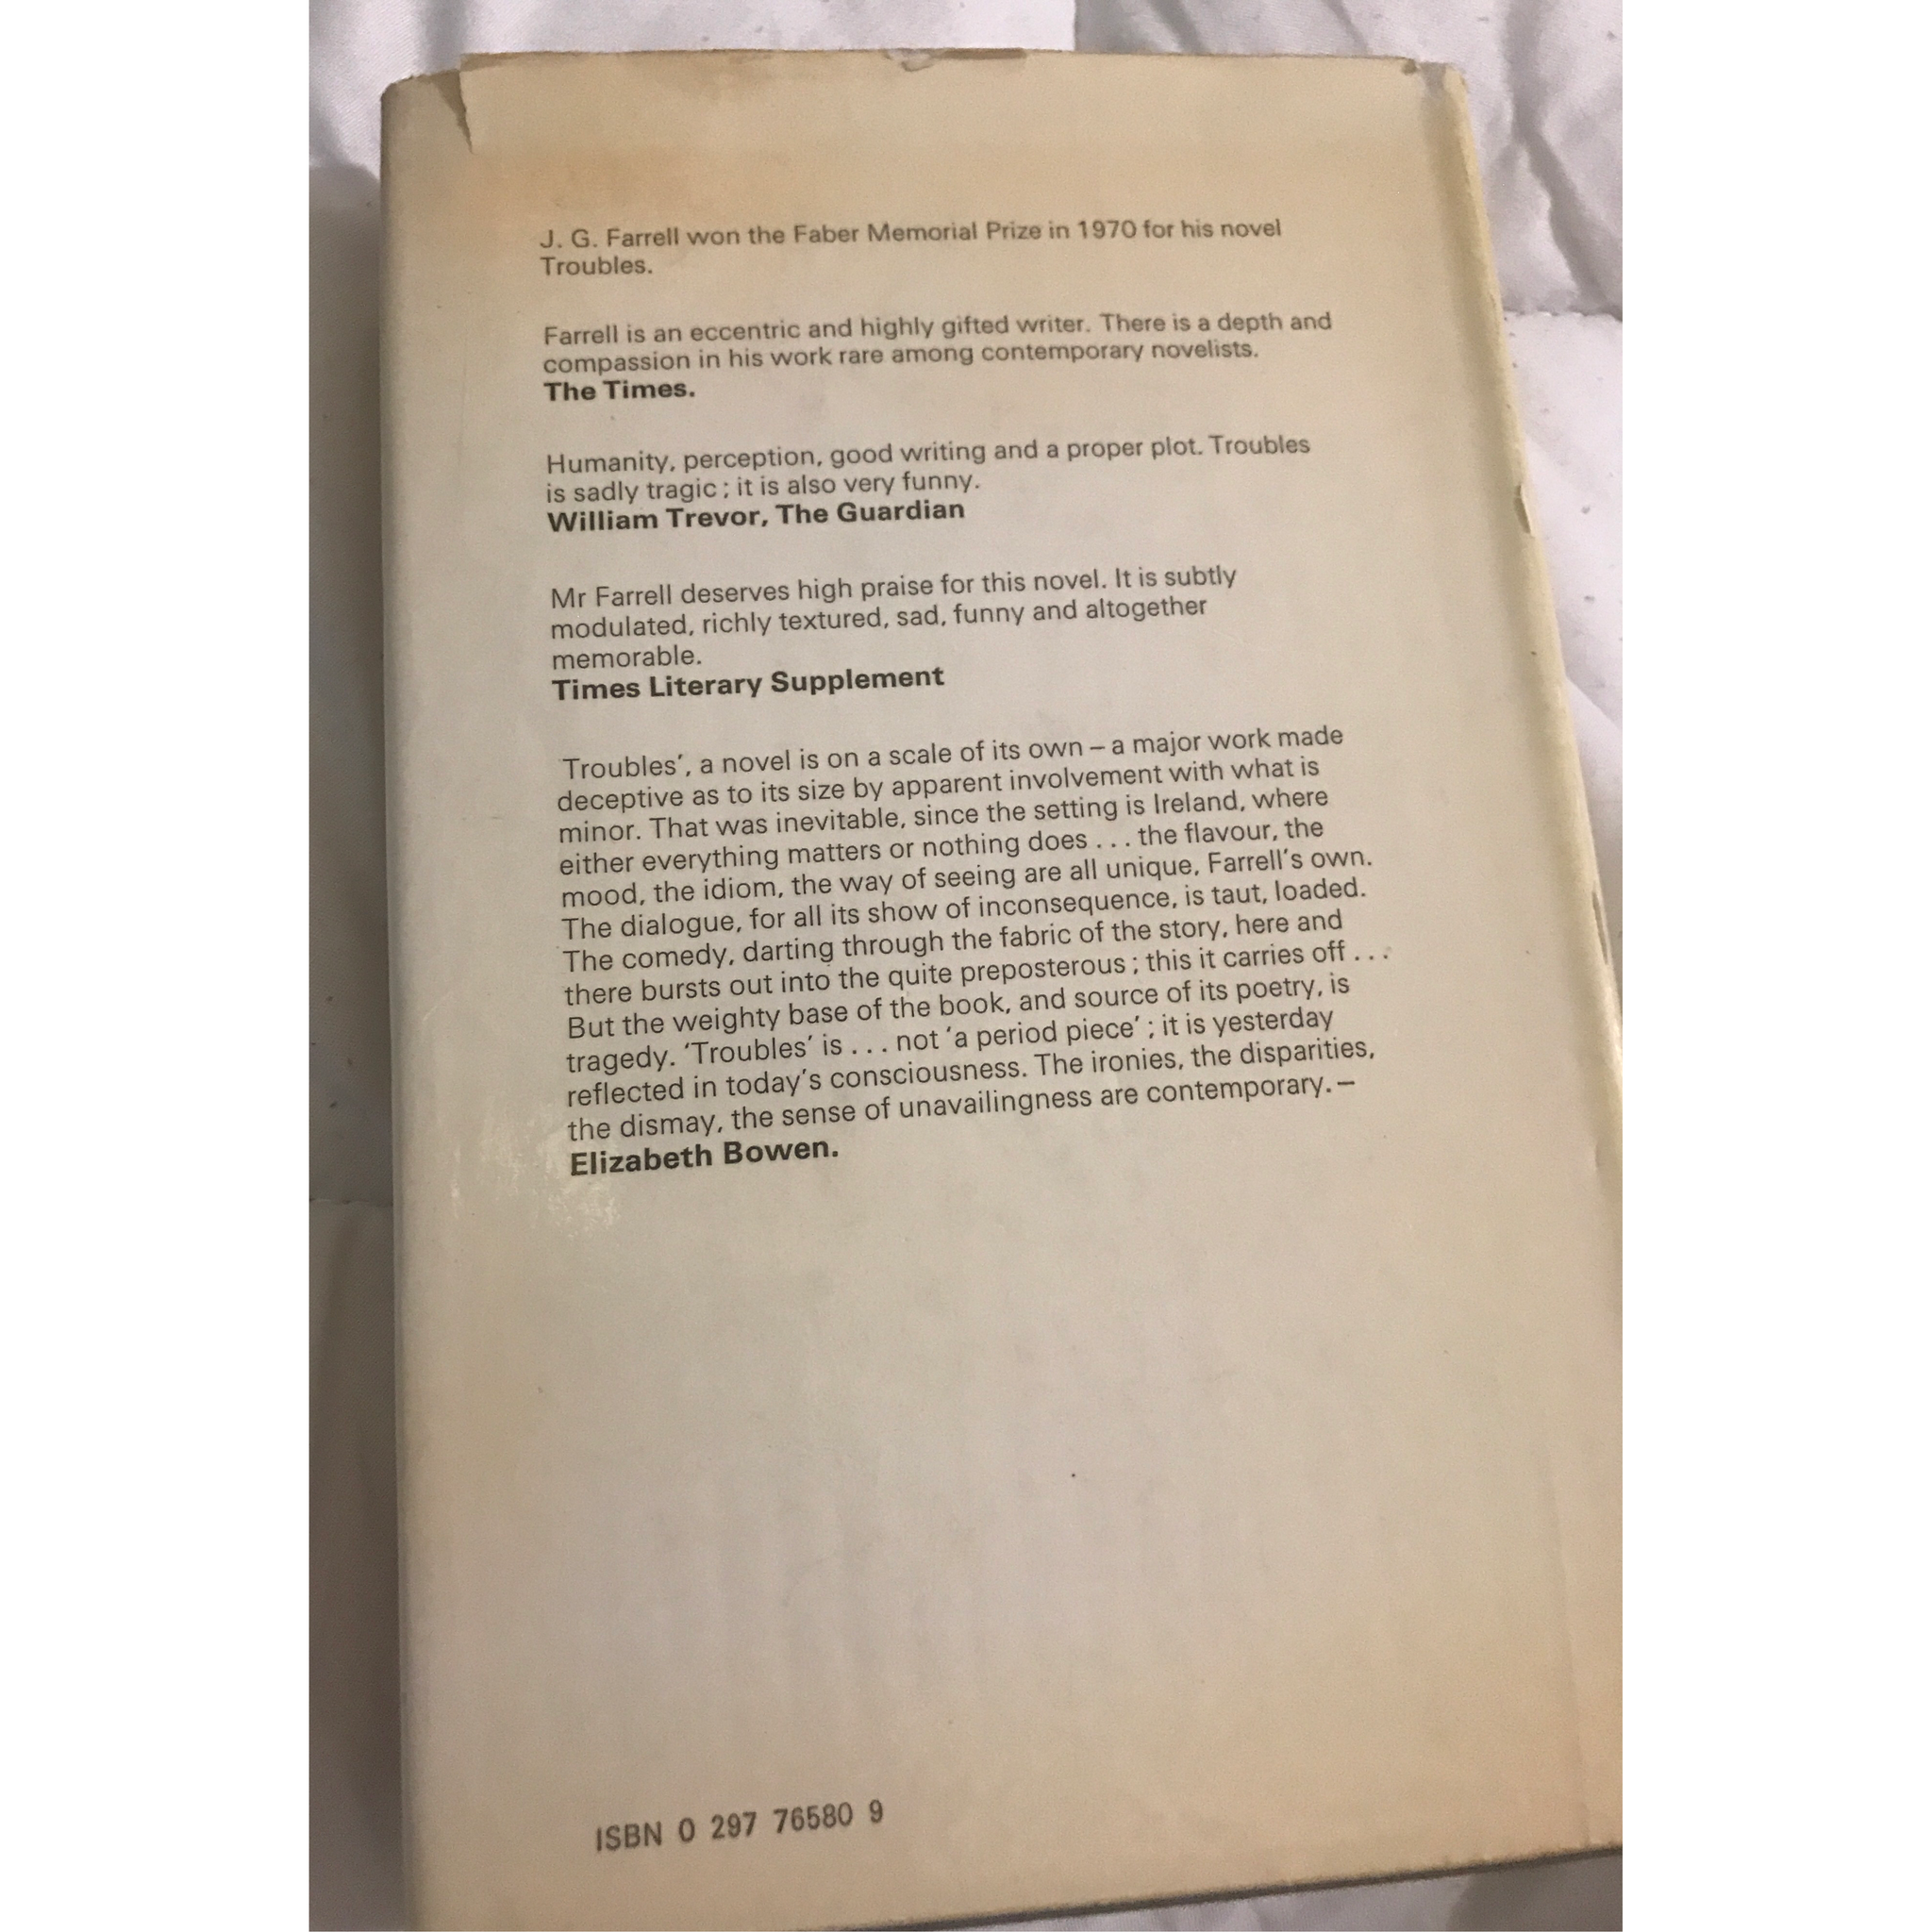 J. G. Farrell won the Faber Memorial Prize in 1970 for his novel
Troubles.
Farrell is an eccentric and highly gifted writer. There is a depth and
compassion in his work rare among contemporary novelists.
The Times.
Humanity, perception, good writing and a proper plot. Troubles
is sadly tragic ; it is also very funny.
William Trevor, The Guardian
Mr Farrell deserves high praise for this novel. It is subtly
modulated, richly textured, sad, funny and altogether
memorable.
Times Literary Supplement
'Troubles', a novel is on a scale of its own – a major work made
deceptive as to its size by apparent involvement with what is
minor. That was inevitable, since the setting is Ireland, where
either everything matters or nothing does . . . the flavour, the
mood, the idiom, the way of seeing are all unique, Farrell's own.
The dialogue, for all its show of inconsequence, is taut, loaded.
The comedy, darting through the fabric of the story, here and
there bursts out into the quite preposterous ; this it carries off . . .
But the weighty base of the book, and source of its poetry, is
tragedy. 'Troubles' is . . . not 'a period piece' ; it is yesterday
reflected in today's consciousness. The ironies, the disparities,
the dismay, the sense of unavailingness are contemporary. –
Elizabeth Bowen.
ISBN 0 297 76580 9